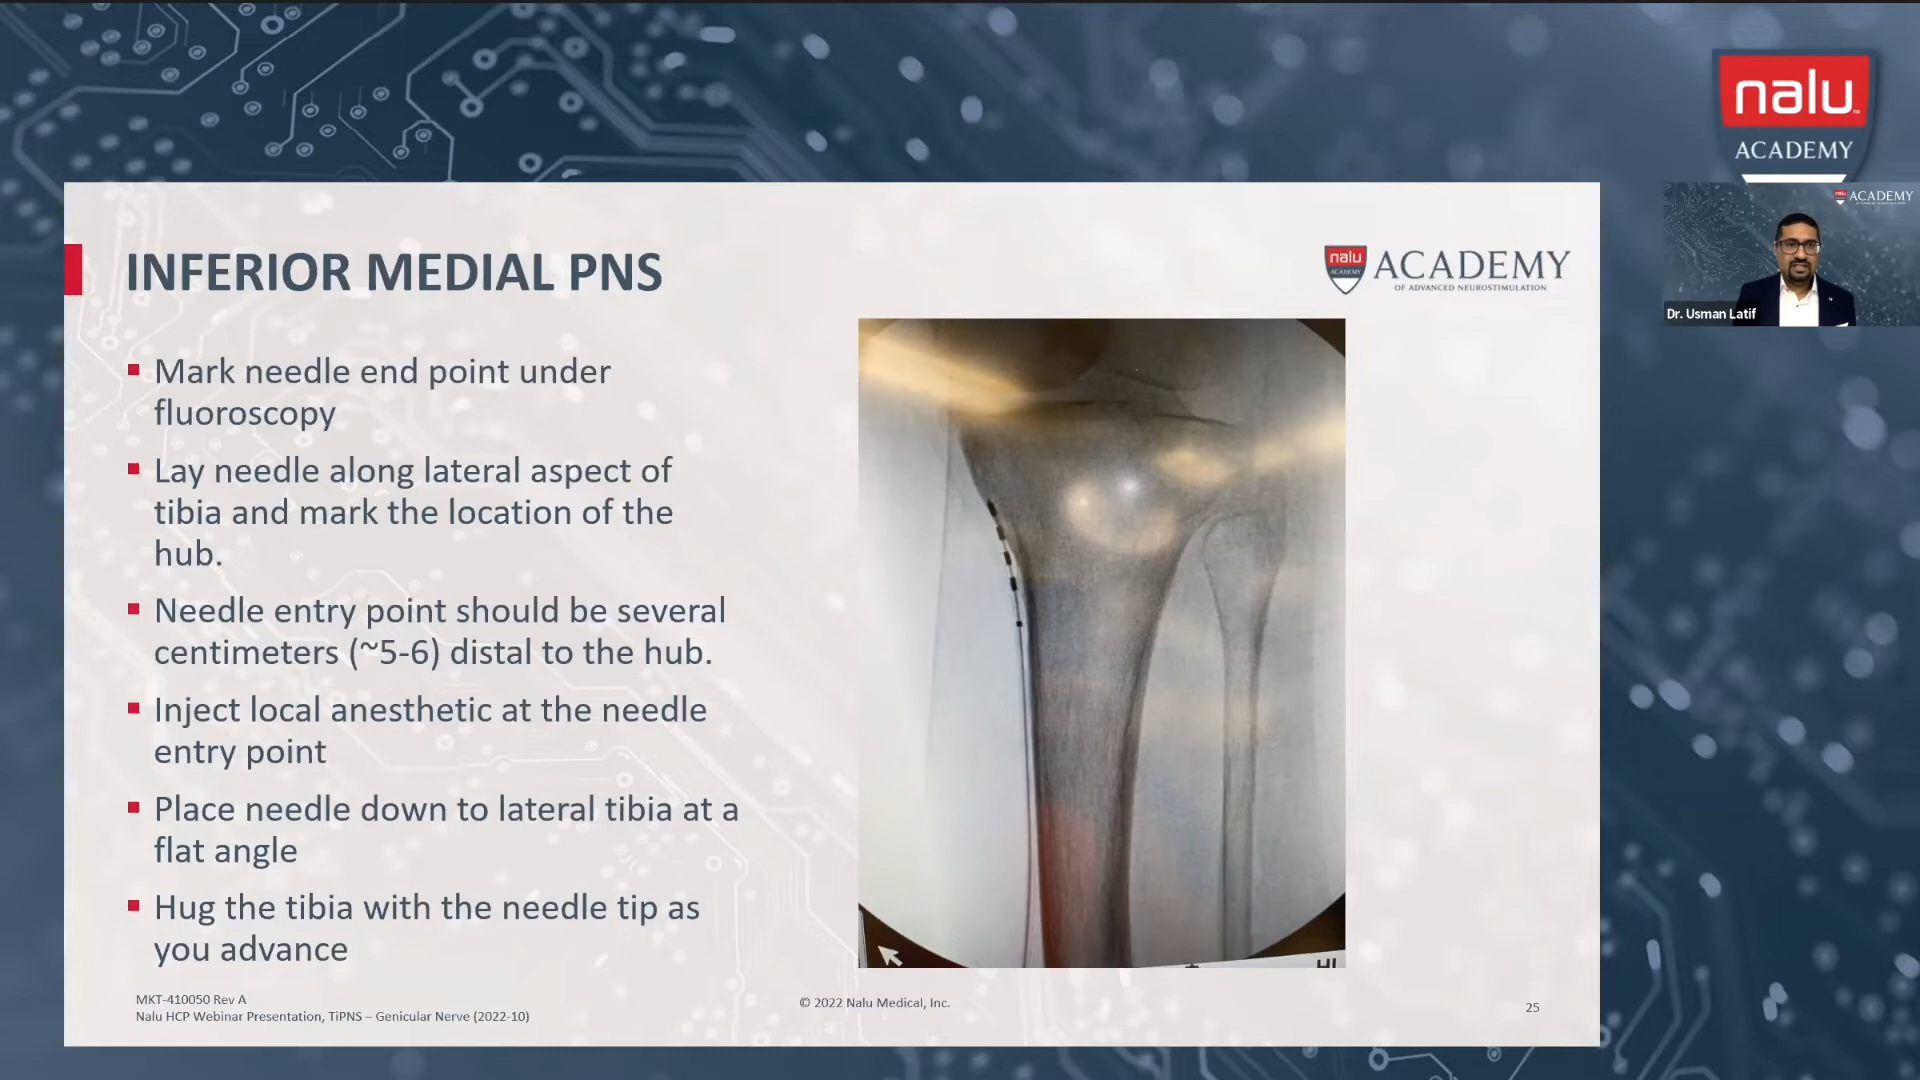 nalu
ACADEMY
ACADEMY
Dr. Usman Latif
INFERIOR MEDIAL PNS
nalu
ACADEMY
ACADEMY
OF ADVANCED NEUROSTIMULATION
▪ Mark needle end point under
fluoroscopy
▪ Lay needle along lateral aspect of
tibia and mark the location of the
hub.
▪ Needle entry point should be several
centimeters (~5-6) distal to the hub.
▪ Inject local anesthetic at the needle
entry point
▪ Place needle down to lateral tibia at a
flat angle
▪ Hug the tibia with the needle tip as
you advance
MKT-410050 Rev A
Nalu HCP Webinar Presentation, TiPNS – Genicular Nerve (2022-10)
© 2022 Nalu Medical, Inc.
25